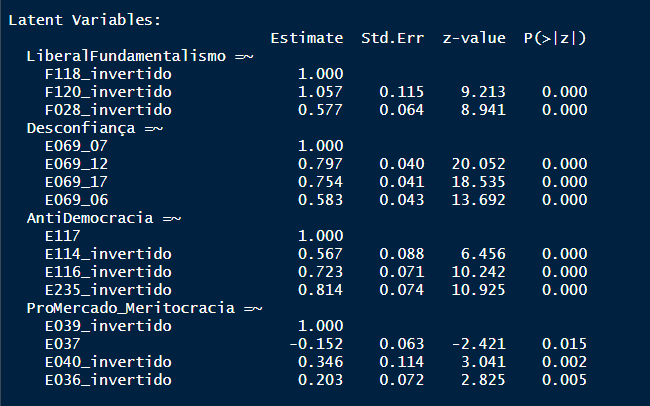 Latent Variables:
Estimate Std.Err z-value P(>|z|)
LiberalFundamentalismo =~
F118_invertido 1.000
F120_invertido 1.057 0.115 9.213 0.000
F028_invertido 0.577 0.064 8.941 0.000
Desconfiança =~
E069_07 1.000
E069_12 0.797 0.040 20.052 0.000
E069_17 0.754 0.041 18.535 0.000
E069_06 0.583 0.043 13.692 0.000
AntiDemocracia =~
E117 1.000
E114_invertido 0.567 0.088 6.456 0.000
E116_invertido 0.723 0.071 10.242 0.000
E235_invertido 0.814 0.074 10.925 0.000
ProMercado_Meritocracia =~
E039_invertido 1.000
E037 -0.152 0.063 -2.421 0.015
E040_invertido 0.346 0.114 3.041 0.002
E036_invertido 0.203 0.072 2.825 0.005